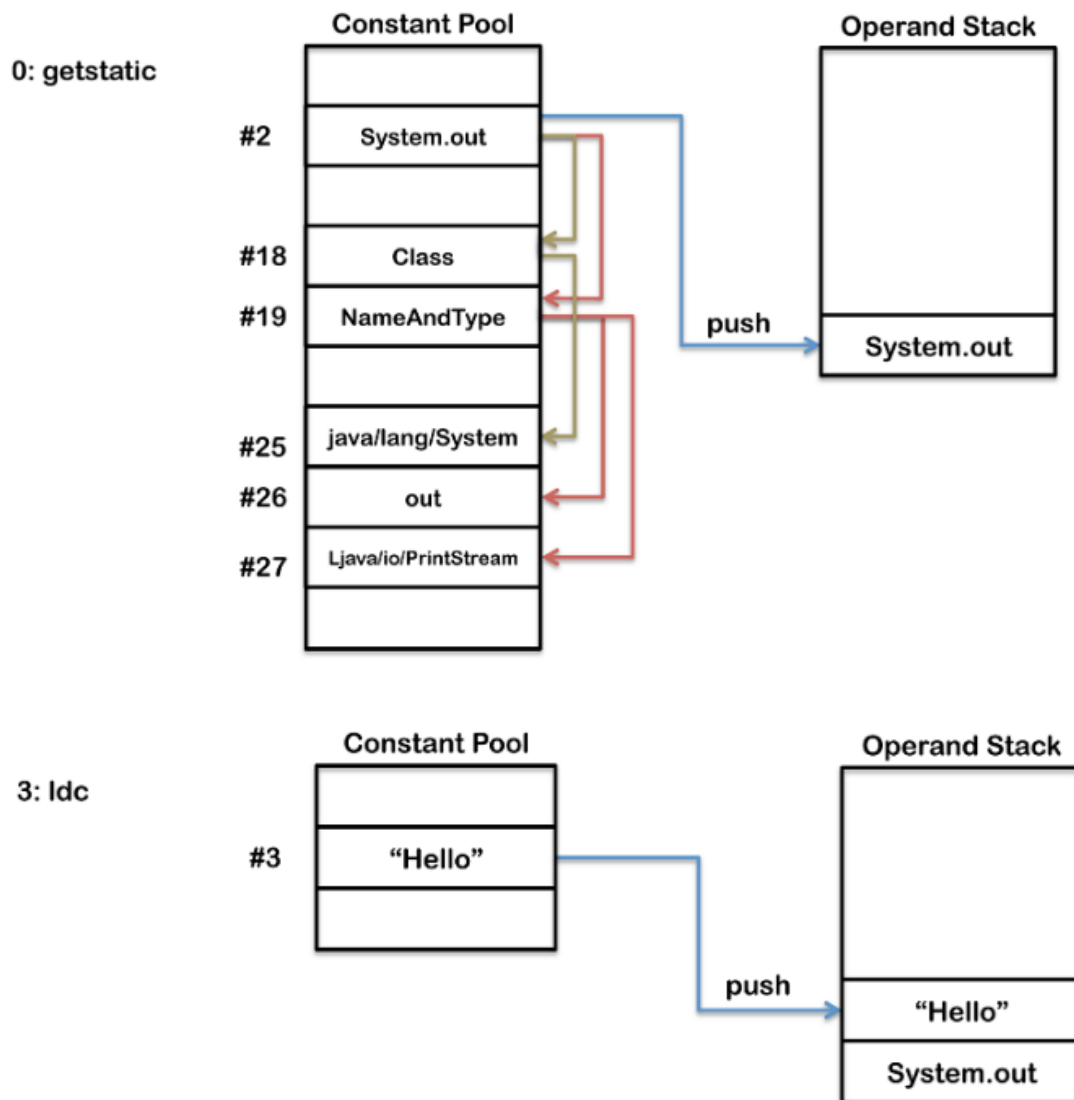 Constant Pool
Operand Stack
0: getstatic
#2
System.out
#18
Class
#19
NameAndType
push
System.out
#25
java/lang/System
#26
out
#27
Ljava/io/PrintStream
Constant Pool
Operand Stack
3: ldc
#3
“Hello”
push
“Hello”
System.out